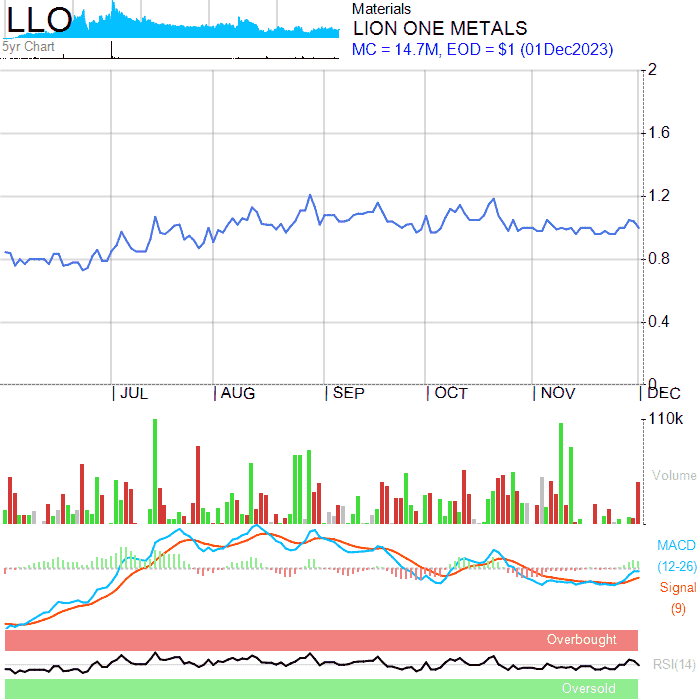 LLO
5yr Chart
Materials
LION ONE METALS
MC = 14.7M, EOD = $1 (01Dec2023)
2
1.6
1.2
0.8
0.4
0
| JUL | AUG | SEP | OCT | NOV | DEC
110k
Volume
MACD
(12-26)
Signal
(9)
Overbought
RSI(14)
Oversold